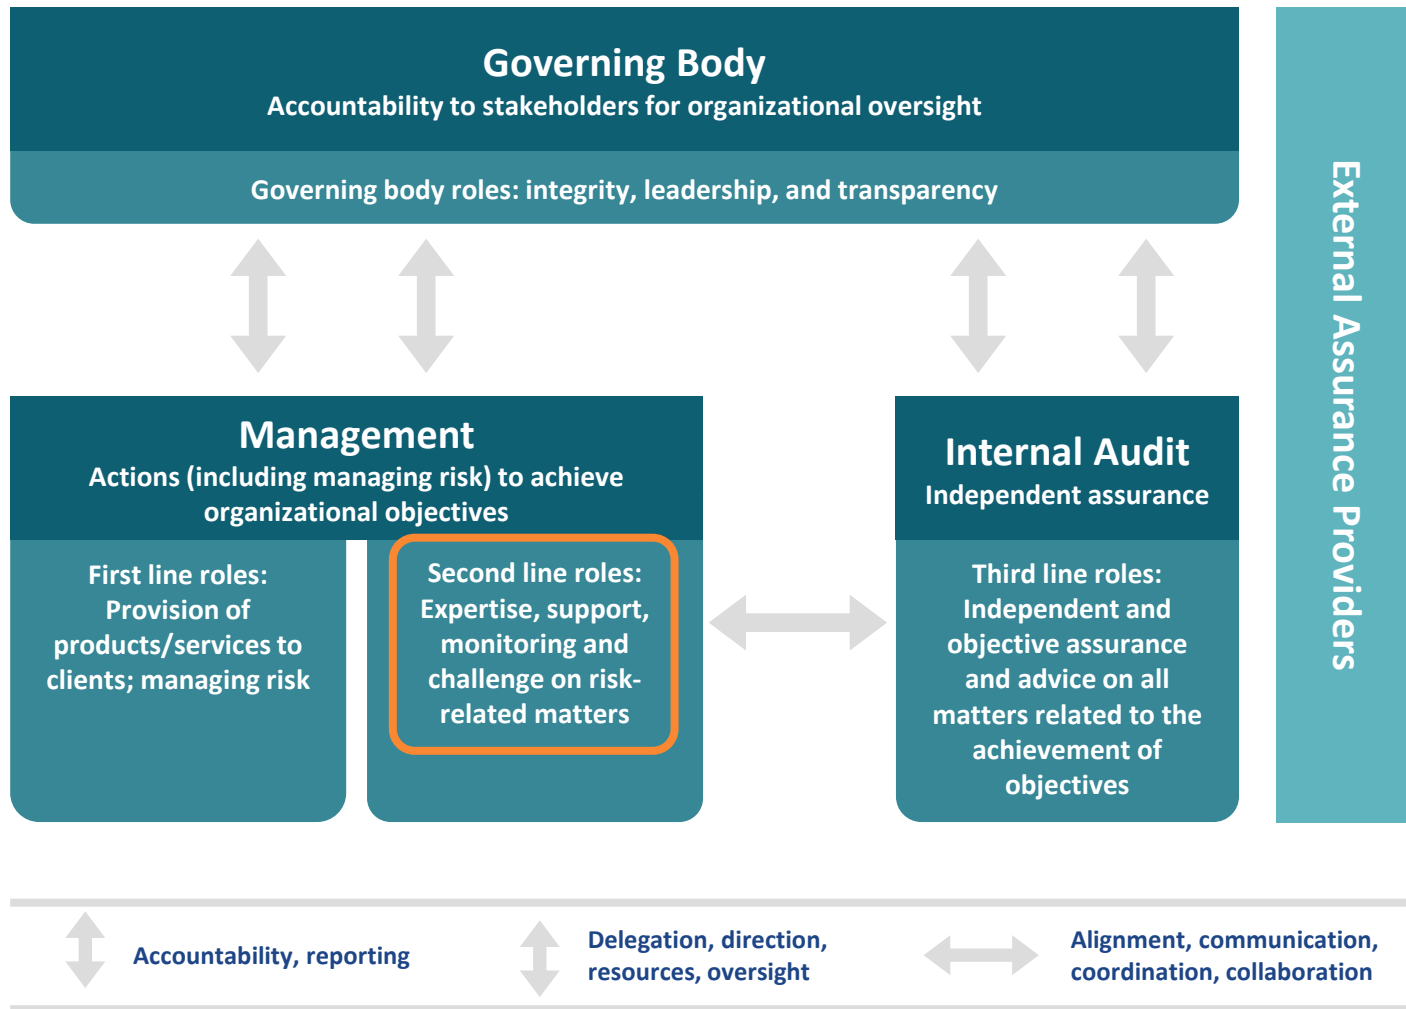 Governing Body
Accountability to stakeholders for organizational oversight
Governing body roles: integrity, leadership, and transparency
Management
Actions (including managing risk) to achieve
organizational objectives
First line roles:
Provision of
products/services to
clients; managing risk
Second line roles:
Expertise, support,
monitoring and
challenge on risk-
related matters
Internal Audit
Independent assurance
Third line roles:
Independent and
objective assurance
and advice on all
matters related to the
achievement of
objectives
External Assurance Providers
Accountability, reporting
Delegation, direction,
resources, oversight
Alignment, communication,
coordination, collaboration